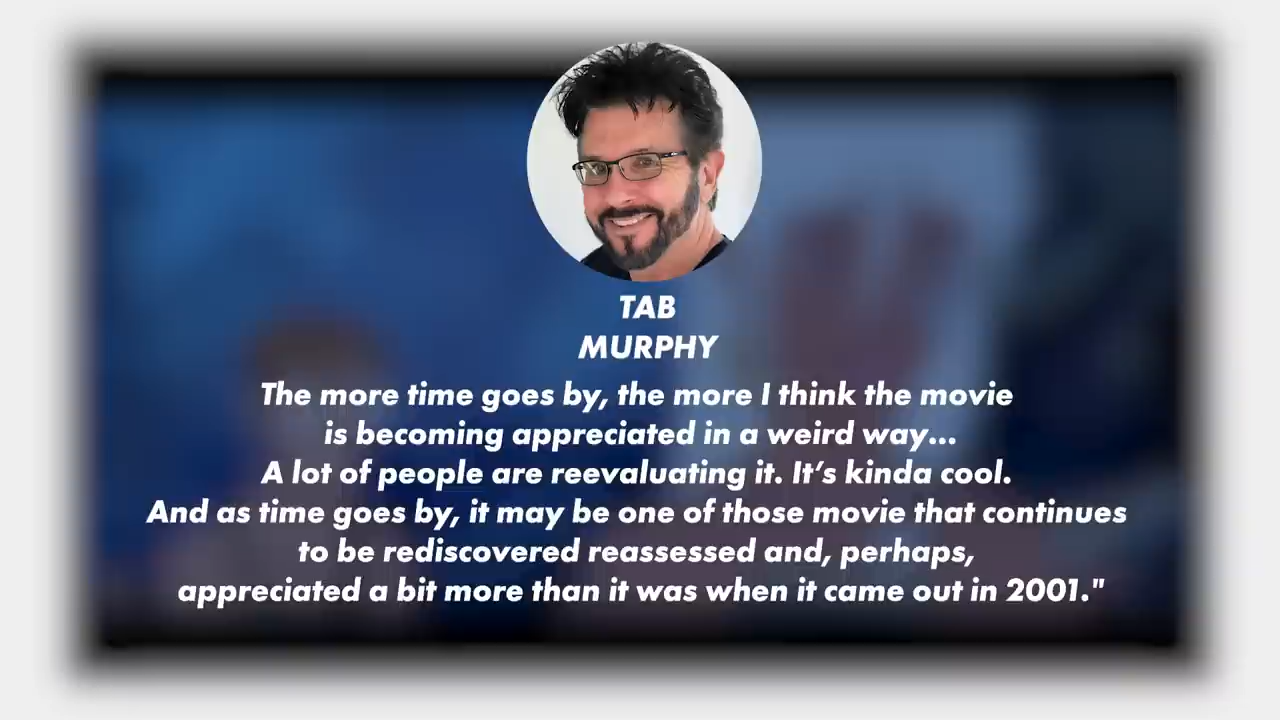 TAB
MURPHY
The more time goes by, the more I think the movie
is becoming appreciated in a weird way...
A lot of people are reevaluating it. It’s kinda cool.
And as time goes by, it may be one of those movie that continues
to be rediscovered reassessed and, perhaps,
appreciated a bit more than it was when it came out in 2001."